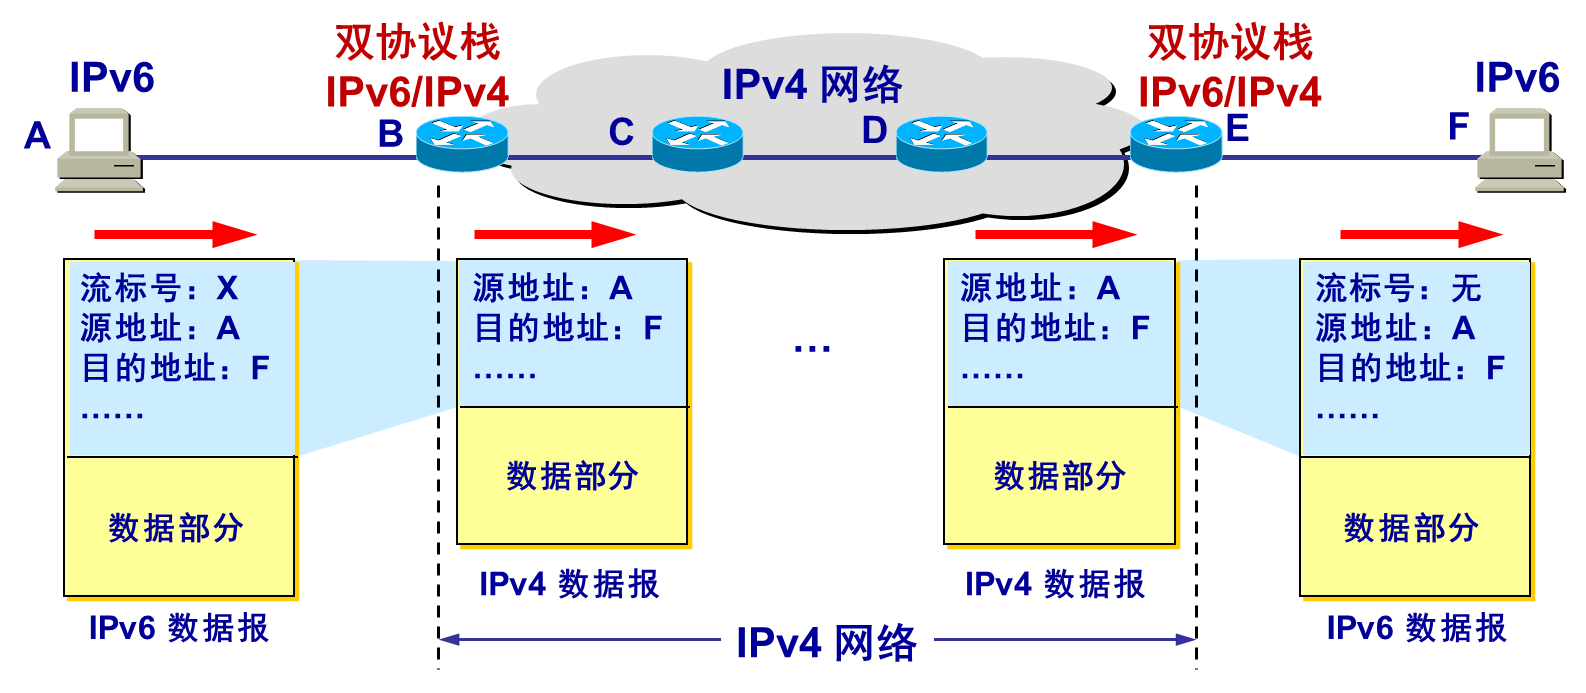 双协议栈
IPv6/IPv4
双协议栈
IPv6/IPv4
IPv6
IPv4 网络
IPv6
A
B
C
D
E
F
流标号：X
源地址：A
目的地址：F
……
数据部分
IPv6 数据报
源地址：A
目的地址：F
……
数据部分
IPv4 数据报
…
源地址：A
目的地址：F
……
数据部分
IPv4 数据报
流标号：无
源地址：A
目的地址：F
……
数据部分
IPv6 数据报
IPv4 网络